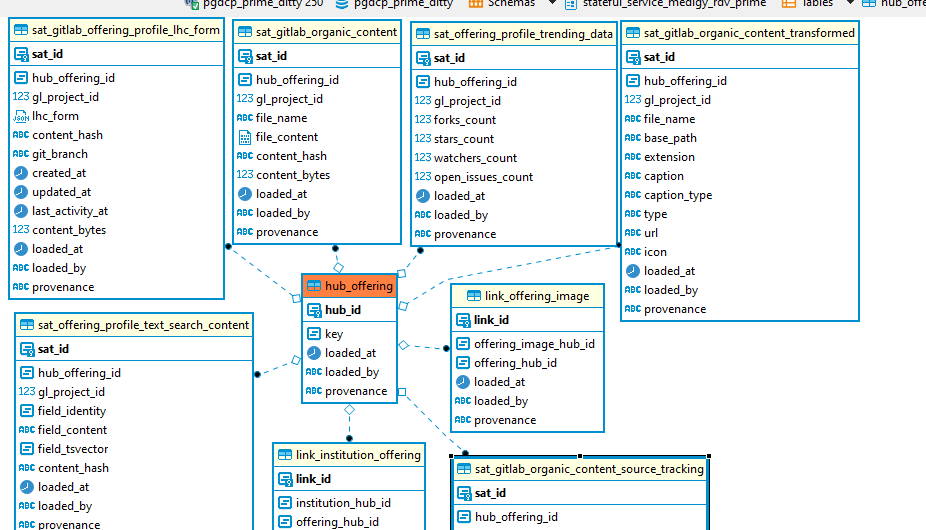 pgdcp_prime_ditty 250
pgdcp_prime_ditty
Schemas
stateful_service_medigy_rdv_prime
Tables
hub_offe
sat_gitlab_offering_profile_lhc_form
sat_id
hub_offering_id
123 gl_project_id
JSON lhc_form
ABC content_hash
ABC git_branch
created_at
updated_at
last_activity_at
123 content_bytes
loaded_at
ABC loaded_by
ABC provenance
sat_gitlab_organic_content
sat_id
hub_offering_id
123 gl_project_id
ABC file_name
file_content
ABC content_hash
123 content_bytes
loaded_at
ABC loaded_by
ABC provenance
sat_offering_profile_trending_data
sat_id
hub_offering_id
123 gl_project_id
123 forks_count
123 stars_count
123 watchers_count
123 open_issues_count
loaded_at
ABC loaded_by
ABC provenance
sat_gitlab_organic_content_transformed
sat_id
hub_offering_id
123 gl_project_id
ABC file_name
ABC base_path
ABC extension
ABC caption
ABC caption_type
ABC type
ABC url
ABC icon
loaded_at
ABC loaded_by
ABC provenance
hub_offering
hub_id
key
loaded_at
ABC loaded_by
ABC provenance
link_offering_image
link_id
offering_image_hub_id
offering_hub_id
loaded_at
ABC loaded_by
ABC provenance
sat_offering_profile_text_search_content
sat_id
hub_offering_id
123 gl_project_id
field_identity
ABC field_content
field_tsvector
ABC content_hash
loaded_at
ABC loaded_by
ABC provenance
link_institution_offering
link_id
institution_hub_id
offering_hub_id
sat_gitlab_organic_content_source_tracking
sat_id
hub_offering_id